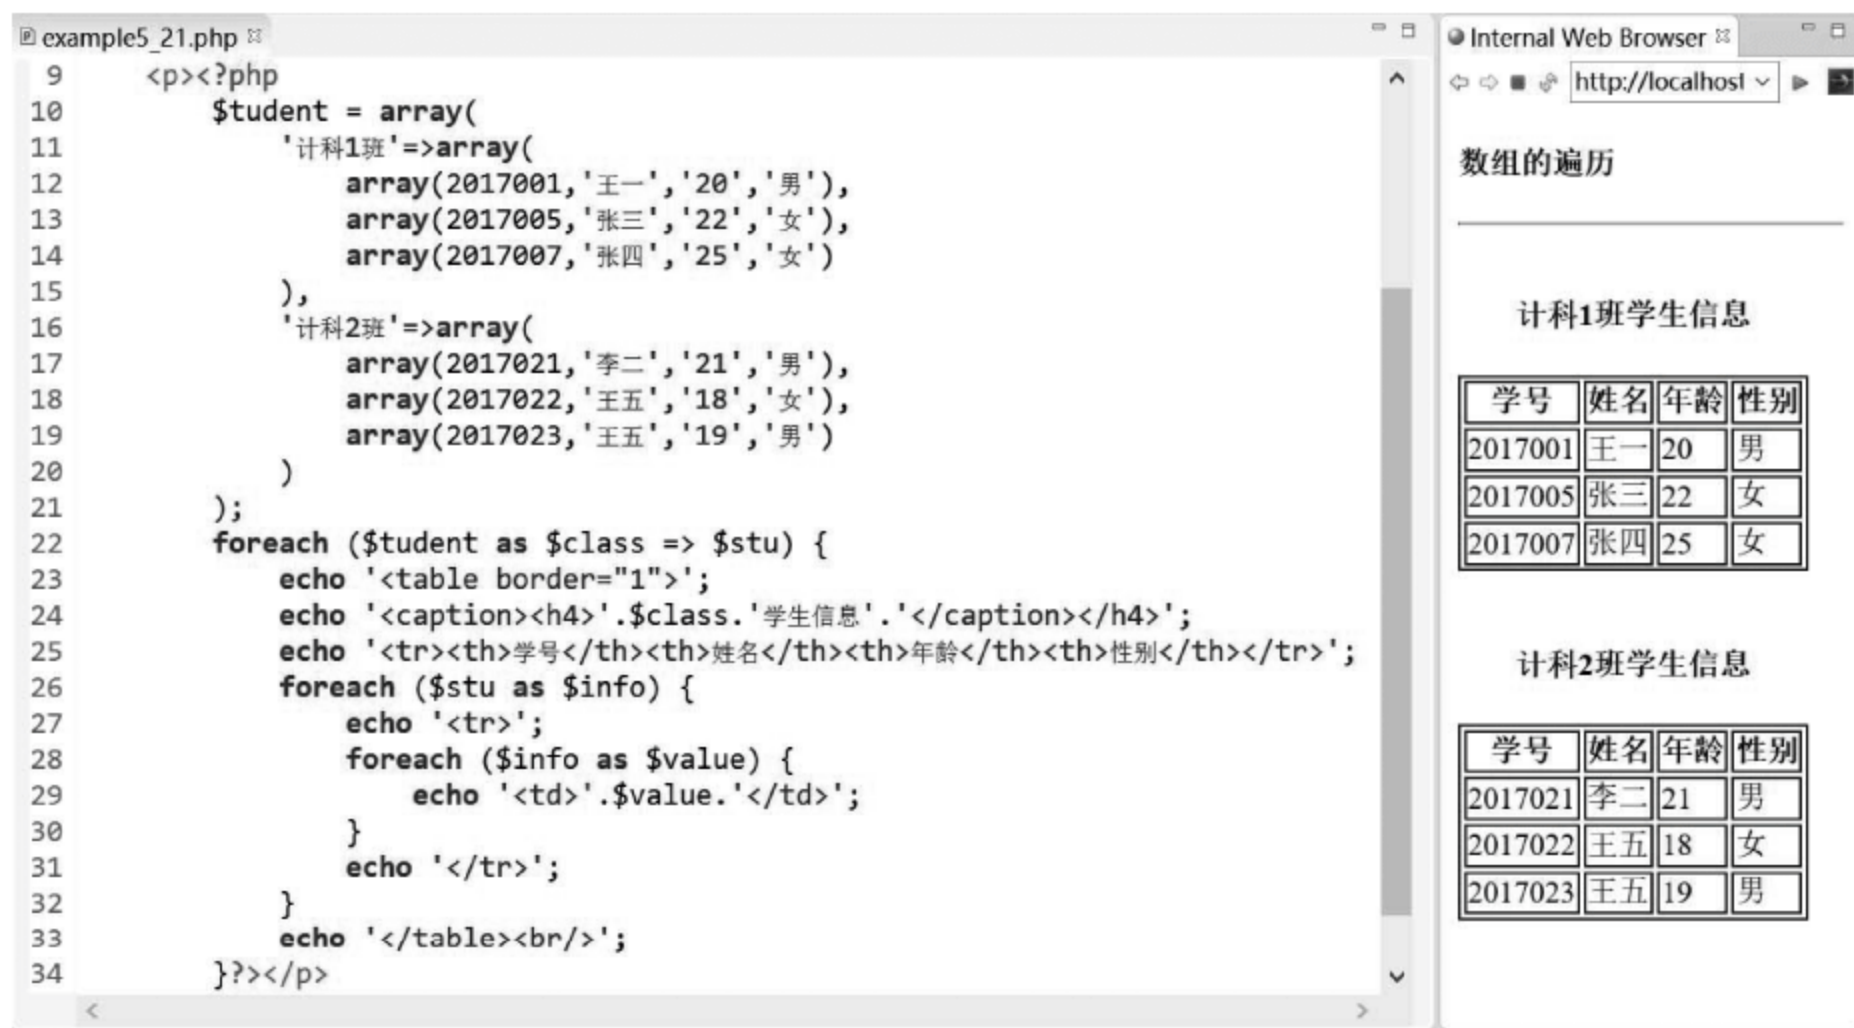 example5_21.php
9 <p><?php
10 $tudent = array(
11 '计科1班'=>array(
12 array(2017001,'王一','20','男'),
13 array(2017005,'张三','22','女'),
14 array(2017007,'张四','25','女')
15 ),
16 '计科2班'=>array(
17 array(2017021,'李二','21','男'),
18 array(2017022,'王五','18','女'),
19 array(2017023,'王五','19','男')
20 )
21 );
22 foreach ($tudent as $class => $stu) {
23 echo '<table border="1">';
24 echo '<caption><h4>'.$class.'学生信息'.'</caption></h4>';
25 echo '<tr><th>学号</th><th>姓名</th><th>年龄</th><th>性别</th></tr>';
26 foreach ($stu as $info) {
27 echo '<tr>';
28 foreach ($info as $value) {
29 echo '<td>'.$value.'</td>';
30 }
31 echo '</tr>';
32 }
33 echo '</table><br/>';
34 }?></p>
Internal Web Browser
http://localhost
数组的遍历
计科1班学生信息
学号 姓名 年龄 性别
2017001 王一 20 男
2017005 张三 22 女
2017007 张四 25 女
计科2班学生信息
学号 姓名 年龄 性别
2017021 李二 21 男
2017022 王五 18 女
2017023 王五 19 男